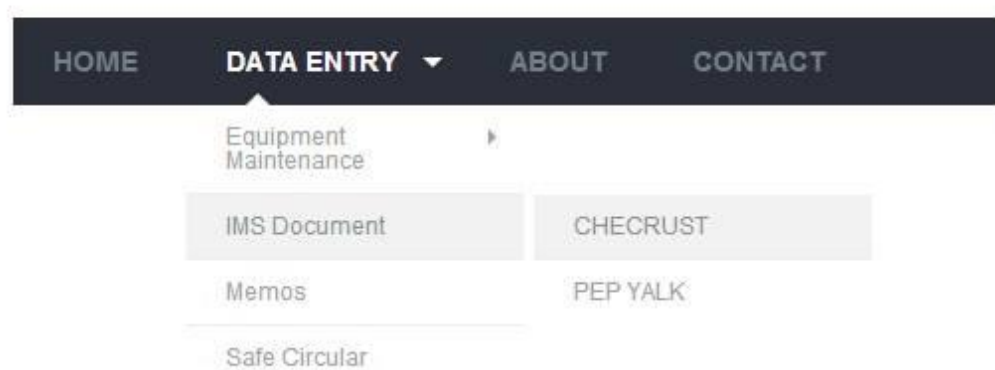 HOME DATA ENTRY ABOUT CONTACT
Equipment
Maintenance
IMS Document CHECRUST
Memos PEP YALK
Safe Circular